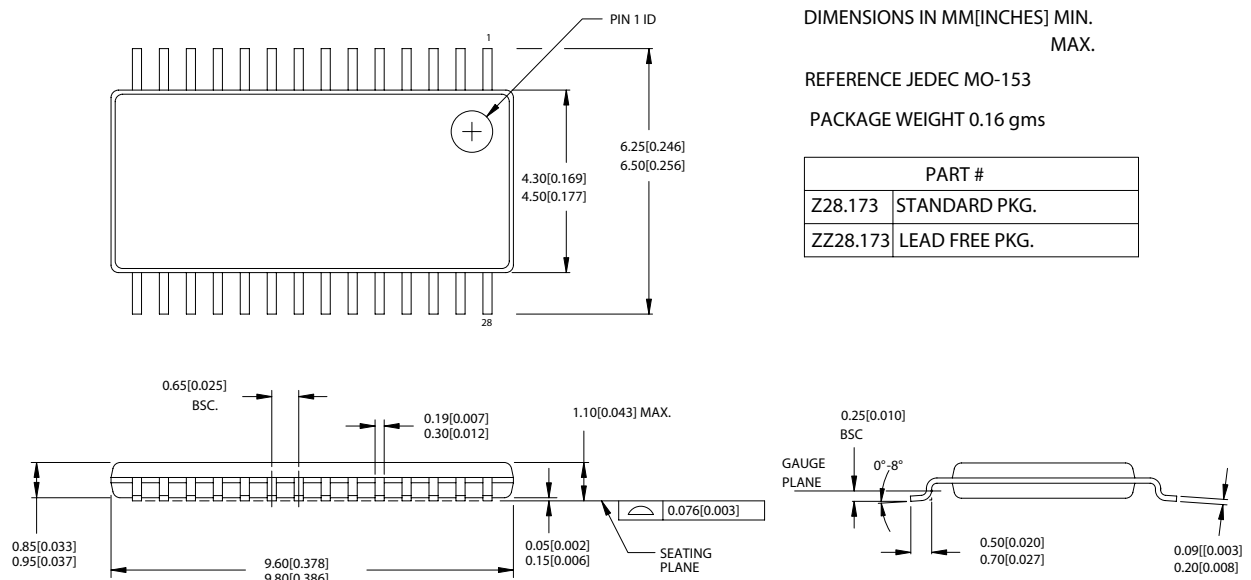 PIN 1 ID
1
DIMENSIONS IN MM[INCHES] MIN.
MAX.
REFERENCE JEDEC MO-153
PACKAGE WEIGHT 0.16 gms
PART #
Z28.173 STANDARD PKG.
ZZ28.173 LEAD FREE PKG.
6.25[0.246]
6.50[0.256]
4.30[0.169]
4.50[0.177]
28
0.65[0.025]
BSC.
0.19[0.007]
0.30[0.012]
1.10[0.043] MAX.
0.25[0.010]
BSC
GAUGE
PLANE
0°-8°
0.076[0.003]
0.85[0.033]
0.95[0.037]
9.60[0.378]
9.80[0.386]
0.05[0.002]
0.15[0.006]
SEATING
PLANE
0.50[0.020]
0.70[0.027]
0.09[[0.003]
0.20[0.008]